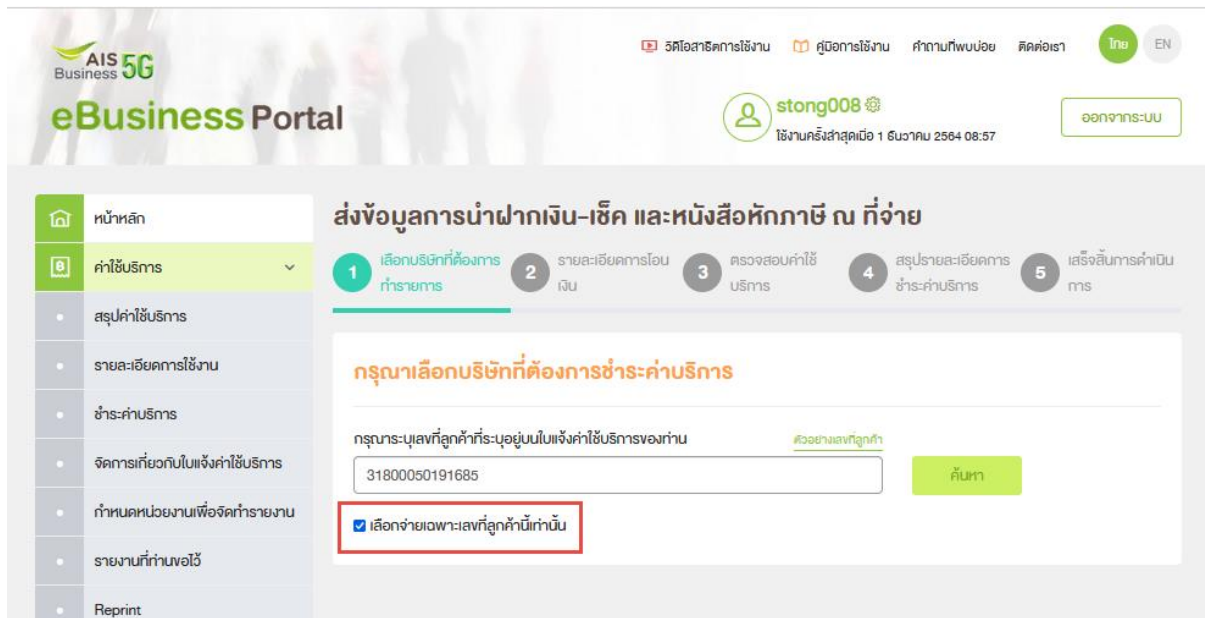 AIS 5G
Business
eBusiness Portal
วิดีโอสาธิตการใช้งาน คู่มือการใช้งาน คำถามที่พบบ่อย ติดต่อเรา ไทย EN
stong008
ใช้งานครั้งล่าสุดเมื่อ 1 ธันวาคม 2564 08:57
ออกจากระบบ
หน้าหลัก
ค่าใช้บริการ
สรุปค่าใช้บริการ
รายละเอียดการใช้งาน
ชำระค่าบริการ
จัดการเกี่ยวกับใบแจ้งค่าใช้บริการ
กำหนดหน่วยงานเพื่อจัดทำรายงาน
รายงานที่ท่านขอไว้
Reprint
ส่งข้อมูลการนำฝากเงิน-เช็ค และหนังสือหักภาษี ณ ที่จ่าย
1 เลือกบริษัทที่ต้องการ
ทำรายการ
2 รายละเอียดการโอน
เงิน
3 ตรวจสอบค่าใช้
บริการ
4 สรุปรายละเอียดการ
ชำระค่าบริการ
5 เสร็จสิ้นการดำเนิน
การ
กรุณาเลือกบริษัทที่ต้องการชำระค่าบริการ
กรุณาระบุเลขที่ลูกค้าที่ระบุอยู่บนใบแจ้งค่าใช้บริการของท่าน ตัวอย่างเลขที่ลูกค้า
31800050191685 ค้นหา
เลือกจ่ายเฉพาะเลขที่ลูกค้านี้เท่านั้น